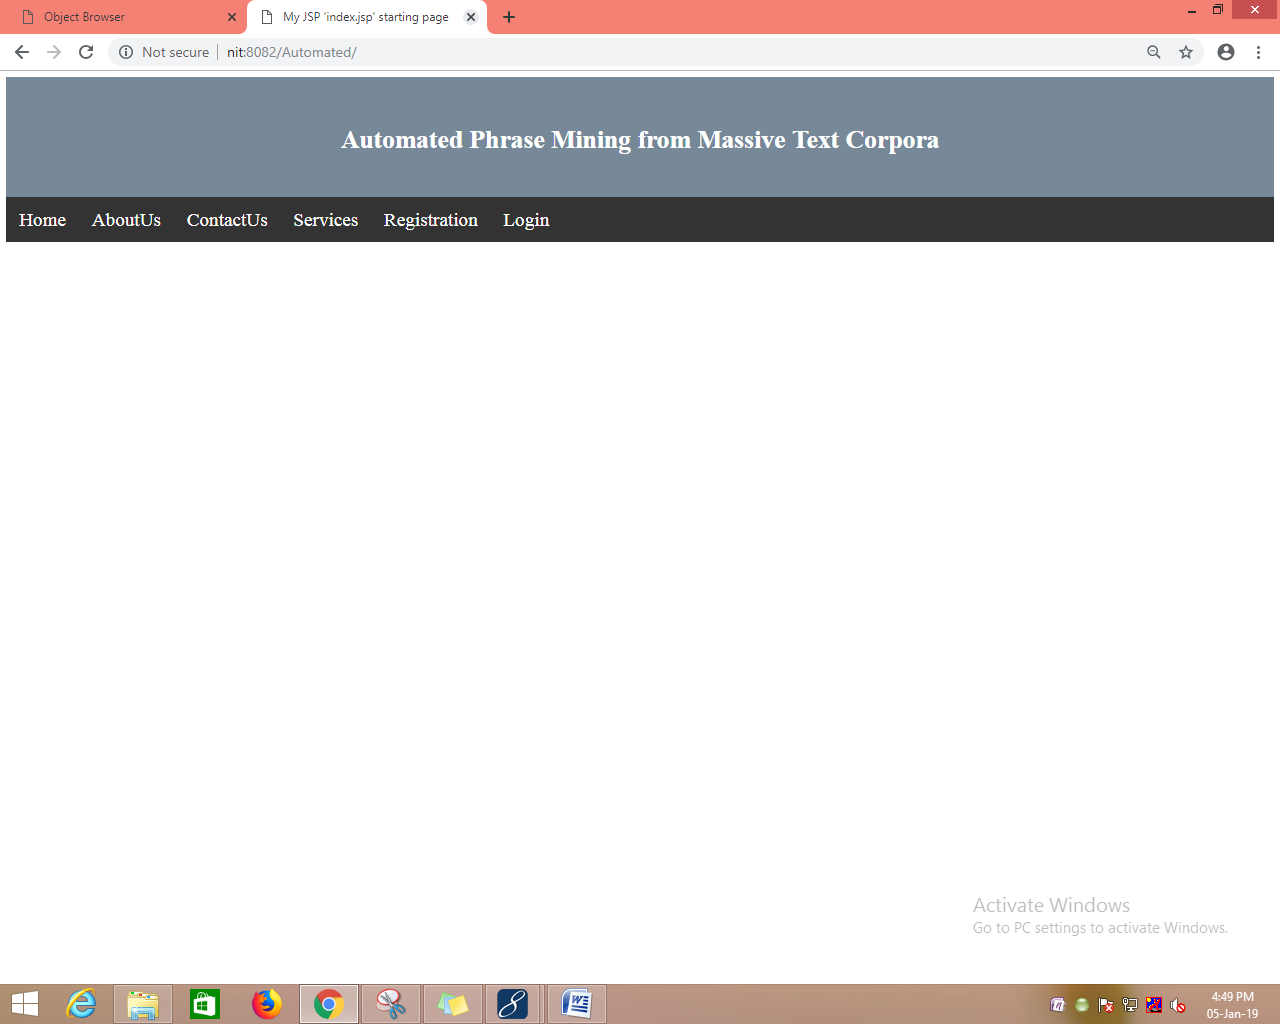 Object Browser
My JSP 'index.jsp' starting page
Not secure
nit:8082/Automated/
Automated Phrase Mining from Massive Text Corpora
Home AboutUs ContactUs Services Registration Login
Activate Windows
Go to PC settings to activate Windows.
4:49 PM
05-Jan-19